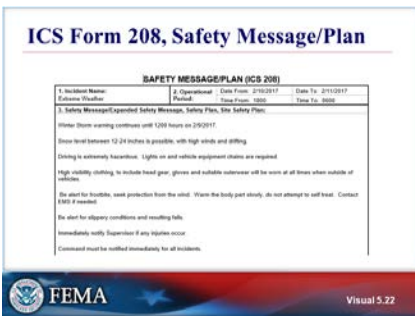 ICS Form 208, Safety Message/Plan
SAFETY MESSAGE/PLAN (ICS 208)
1. Incident Name:
Extreme Weather
2. Operational Period:
Date From: 2/10/2017 Date To: 2/11/2017
Time From: 1800 Time To: 0600
3. Safety Message/Expanded Safety Message, Safety Plan, Site Safety Plan:
Winter Storm warning continues until 1200 hours on 2/9/2017.
Snow level between 12-24 inches is possible, with high winds and drifting.
Driving is extremely hazardous. Lights on and vehicle equipment chains are required.
High visibility clothing, to include head gear, gloves and suitable outerwear will be worn at all times when outside of
vehicles.
Be alert for frostbite, seek protection from the wind. Warm the body part slowly, do not attempt to self treat. Contact
EMS if needed.
Be alert for slippery conditions and resulting falls.
Immediately notify Supervisor if any injuries occur.
Command must be notified immediately for all incidents.
FEMA
Visual 5.22